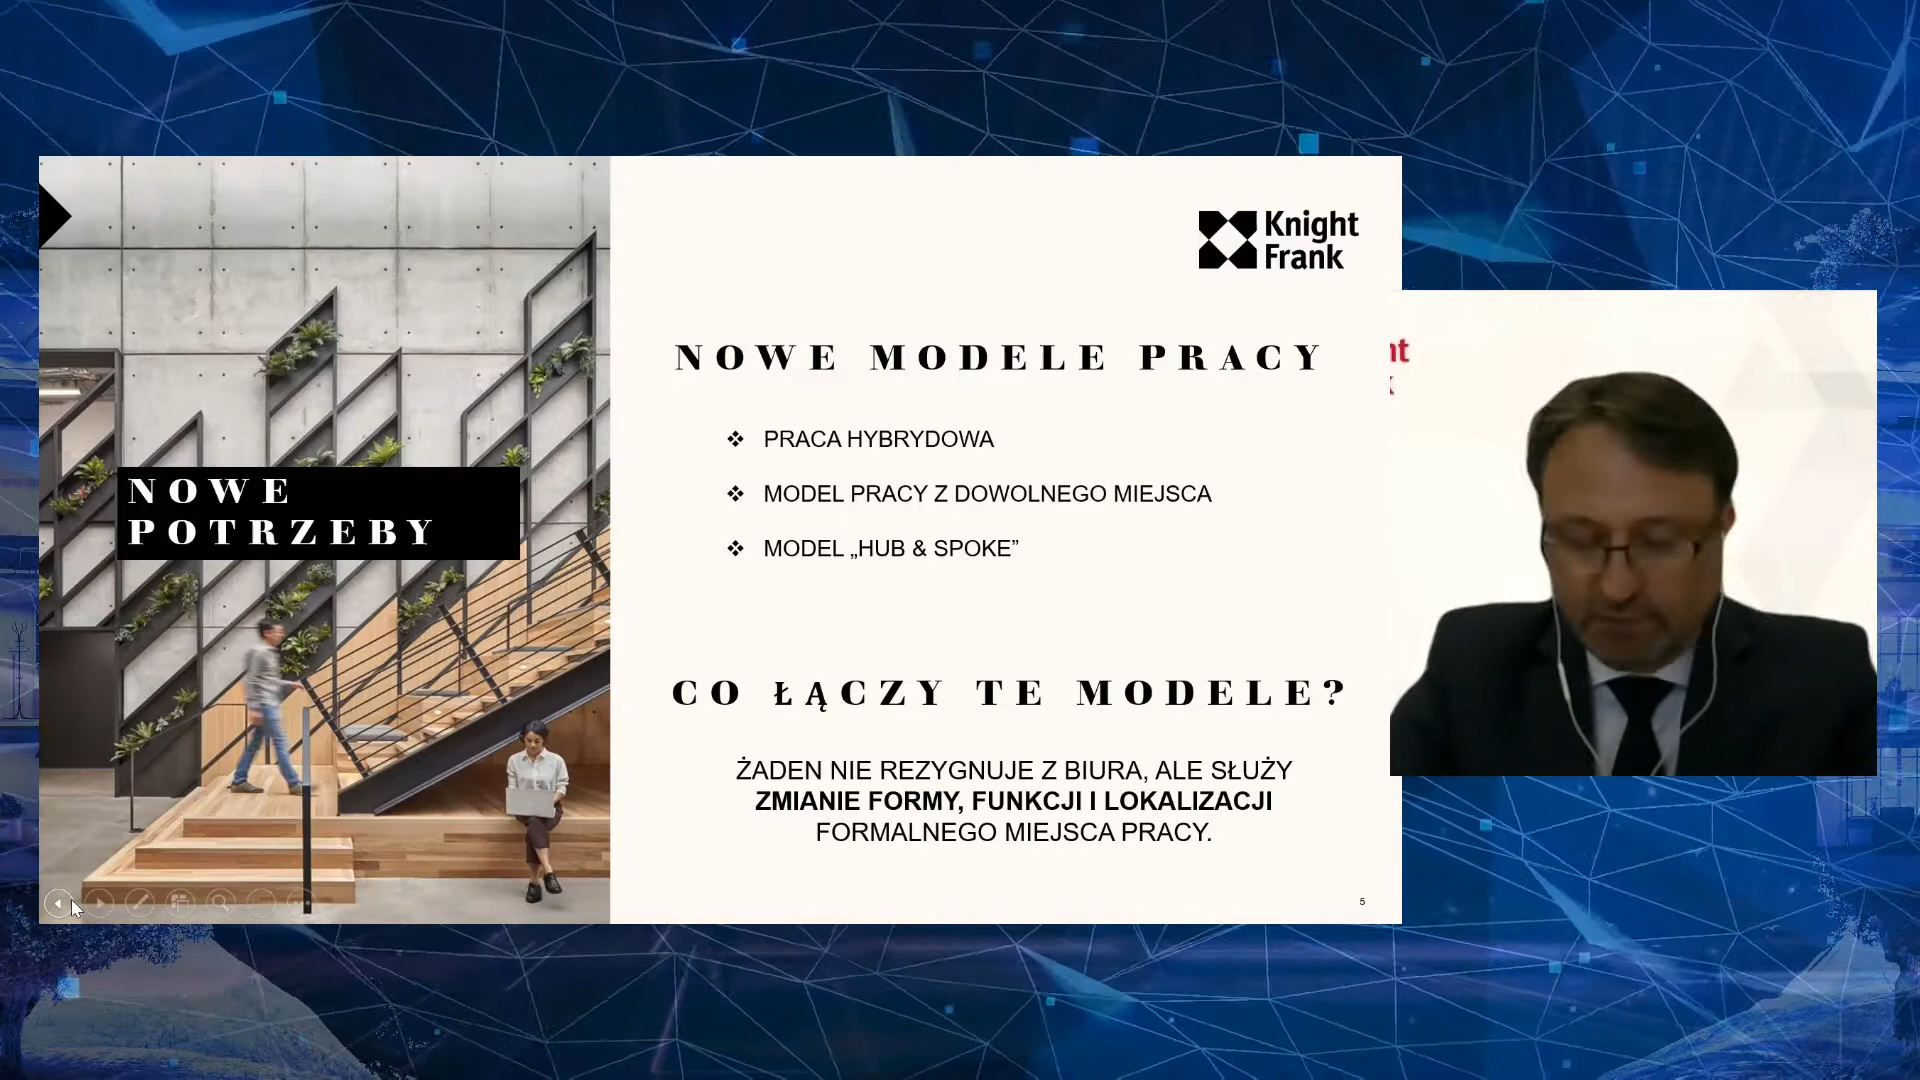 NOWE
POTRZEBY
Knight
Frank
NOWE MODELE PRACY
❖ PRACA HYBRYDOWA
❖ MODEL PRACY Z DOWOLNEGO MIEJSCA
❖ MODEL „HUB & SPOKE”
CO ŁĄCZY TE MODELE?
ŻADEN NIE REZYGNUJE Z BIURA, ALE SŁUŻY
ZMIANIE FORMY, FUNKCJI I LOKALIZACJI
FORMALNEGO MIEJSCA PRACY.
5